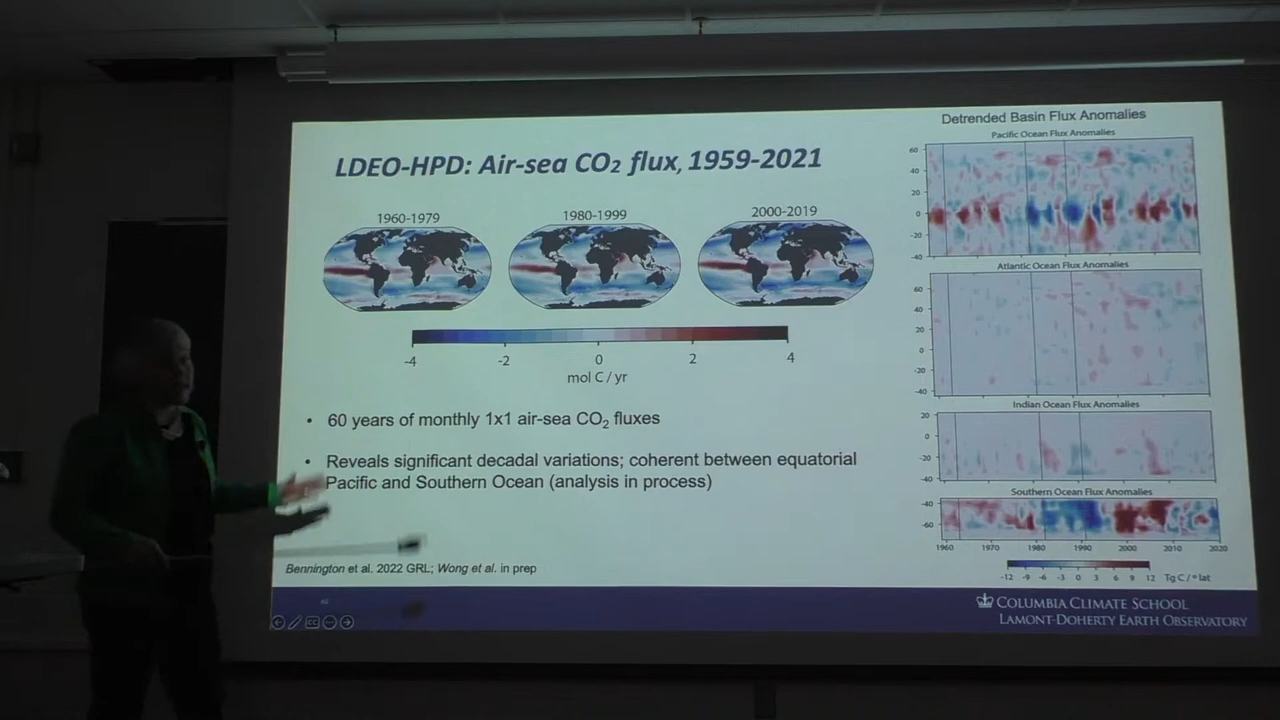 LDEO-HPD: Air-sea CO₂ flux, 1959-2021
1960-1979
1980-1999
2000-2019
-4 -2 0 2 4
mol C / yr
• 60 years of monthly 1x1 air-sea CO₂ fluxes
• Reveals significant decadal variations; coherent between equatorial
Pacific and Southern Ocean (analysis in process)
Bennington et al. 2022 GRL; Wong et al. in prep
Detrended Basin Flux Anomalies
Pacific Ocean Flux Anomalies
60
40
20
0
-20
-40
Atlantic Ocean Flux Anomalies
60
40
20
0
-20
-40
Indian Ocean Flux Anomalies
20
0
-20
-40
Southern Ocean Flux Anomalies
-40
-60
1960 1970 1980 1990 2000 2010 2020
-12 -9 -6 -3 0 3 6 9 12 Tg C / ° lat
COLUMBIA CLIMATE SCHOOL
LAMONT-DOHERTY EARTH OBSERVATORY